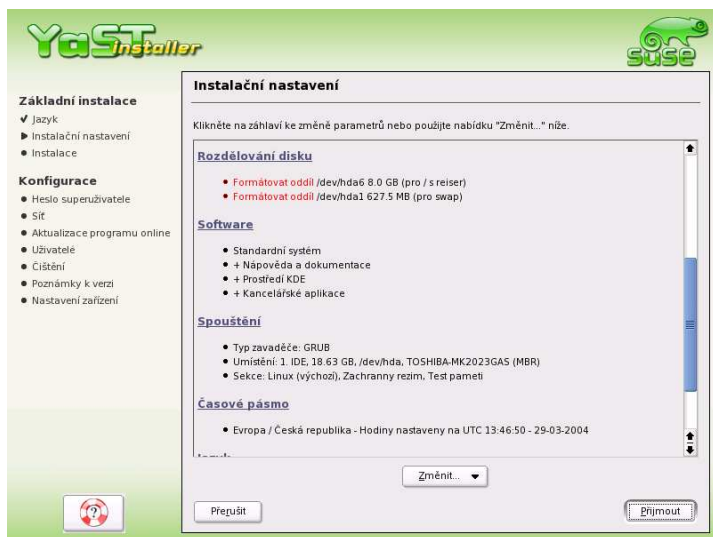 YaST installer
SUSE
Základní instalace
Jazyk
Instalační nastavení
Instalace
Konfigurace
Heslo superuživatele
Síť
Aktualizace programu online
Uživatelé
Čištění
Poznámky k verzi
Nastavení zařízení
Instalační nastavení
Klikněte na záhlaví ke změně parametrů nebo použijte nabídku "Změnit..." níže.
Rozdělování disku
Formátovat oddíl /dev/hda6 8.0 GB (pro / s reiser)
Formátovat oddíl /dev/hda1 627.5 MB (pro swap)
Software
Standardní systém
+ Nápověda a dokumentace
+ Prostředí KDE
+ Kancelářské aplikace
Spouštění
Typ zavaděče: GRUB
Umístění: 1. IDE, 18.63 GB, /dev/hda, TOSHIBA-MK2023GAS (MBR)
Sekce: Linux (výchozí), Zachranny rezim, Test pameti
Časové pásmo
Evropa / Česká republika - Hodiny nastaveny na UTC 13:46:50 - 29-03-2004
Změnit...
Přerušit
Přijmout